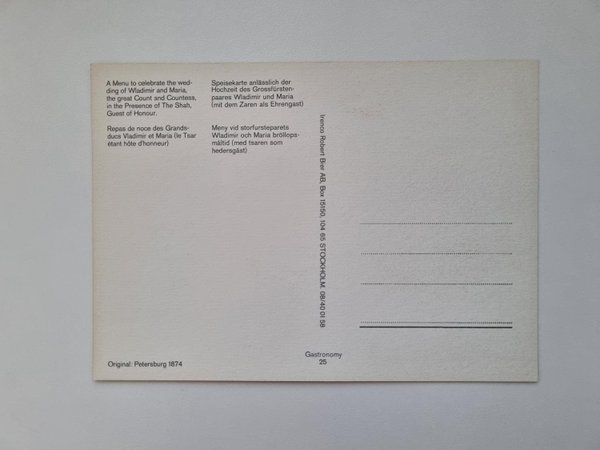 A Menu to celebrate the wed-
ding of Wladimir and Maria,
the great Count and Countess,
in the Presence of The Shah,
Guest of Honour.
Repas de noce des Grands-
ducs Vladimir et Maria (le Tsar
étant hôte d'honneur)
Speisekarte anlässlich der
Hochzeit des Grossfürsten-
paares Wladimir und Maria
(mit dem Zaren als Ehrengast)
Meny vid storfursteparets
Wladimir och Maria bröllops-
måltid (med tsaren som
hedersgäst)
Irenco Robert Bier AB, Box 15150, 104 65 STOCKHOLM. 08/40 01 58
Gastronomy
25
Original: Petersburg 1874